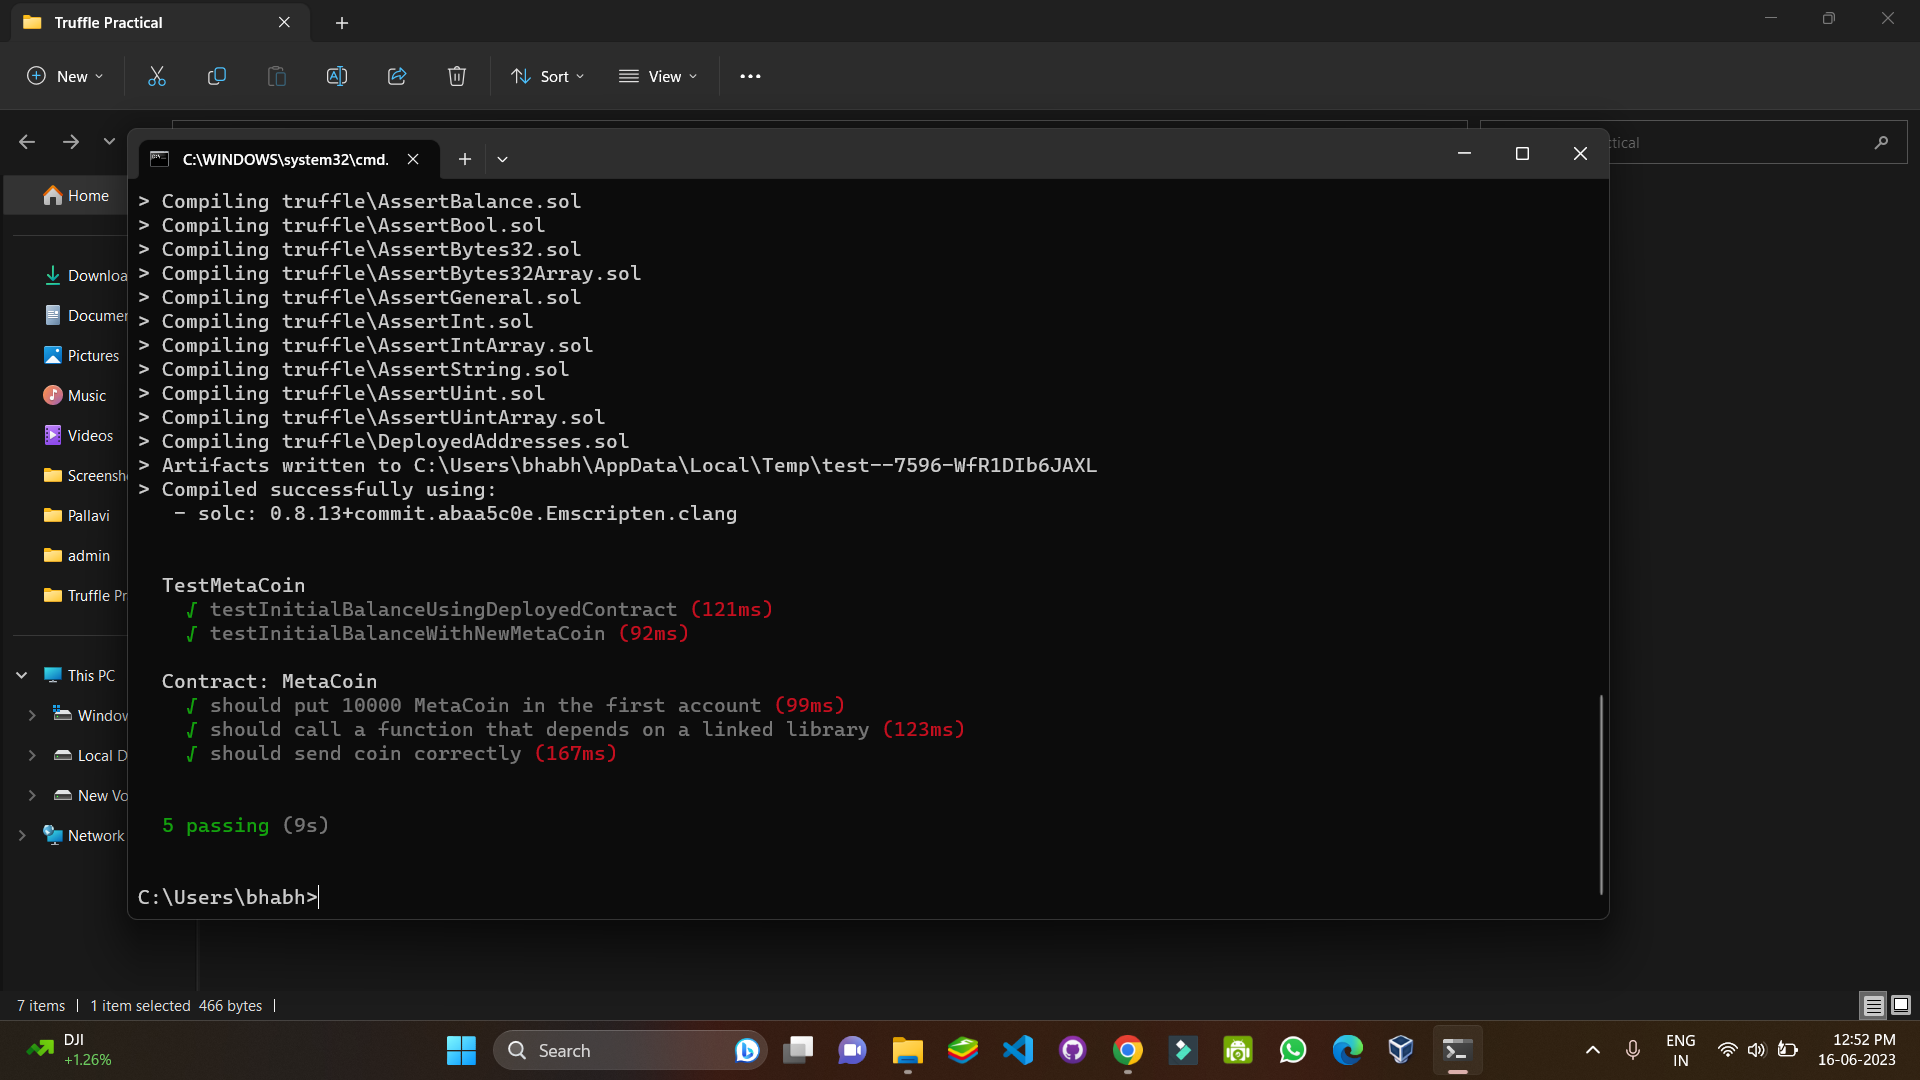 Truffle Practical
New
Sort
View
C:\WINDOWS\system32\cmd.
tical
Home
Downloa
Documen
Pictures
Music
Videos
Screensh
Pallavi
admin
Truffle Pr
This PC
Window
Local D
New Vo
Network
> Compiling truffle\AssertBalance.sol
> Compiling truffle\AssertBool.sol
> Compiling truffle\AssertBytes32.sol
> Compiling truffle\AssertBytes32Array.sol
> Compiling truffle\AssertGeneral.sol
> Compiling truffle\AssertInt.sol
> Compiling truffle\AssertIntArray.sol
> Compiling truffle\AssertString.sol
> Compiling truffle\AssertUint.sol
> Compiling truffle\AssertUintArray.sol
> Compiling truffle\DeployedAddresses.sol
> Artifacts written to C:\Users\bhabh\AppData\Local\Temp\test--7596-WfR1DIb6JAXL
> Compiled successfully using:
- solc: 0.8.13+commit.abaa5c0e.Emscripten.clang
TestMetaCoin
√ testInitialBalanceUsingDeployedContract (121ms)
√ testInitialBalanceWithNewMetaCoin (92ms)
Contract: MetaCoin
√ should put 10000 MetaCoin in the first account (99ms)
√ should call a function that depends on a linked library (123ms)
√ should send coin correctly (167ms)
5 passing (9s)
C:\Users\bhabh>
7 items
1 item selected 466 bytes
DJI
+1.26%
Search
ENG
IN
12:52 PM
16-06-2023